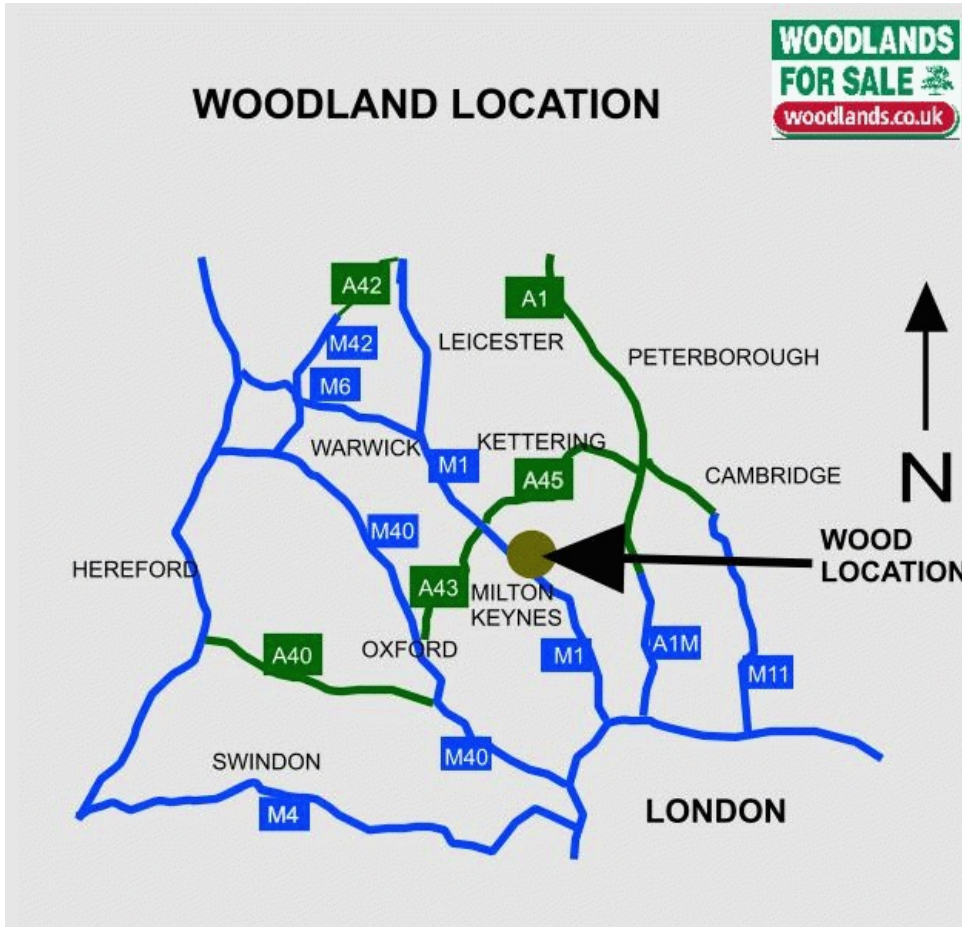 WOODLANDS
FOR SALE
woodlands.co.uk
WOODLAND LOCATION
A42
A1
M42
LEICESTER
PETERBOROUGH
M6
WARWICK
KETTERING
M1
A45
CAMBRIDGE
N
M40
WOOD
LOCATION
HEREFORD
A43
MILTON
KEYNES
OXFORD
A40
M1
A1M
M11
M40
SWINDON
M4
LONDON